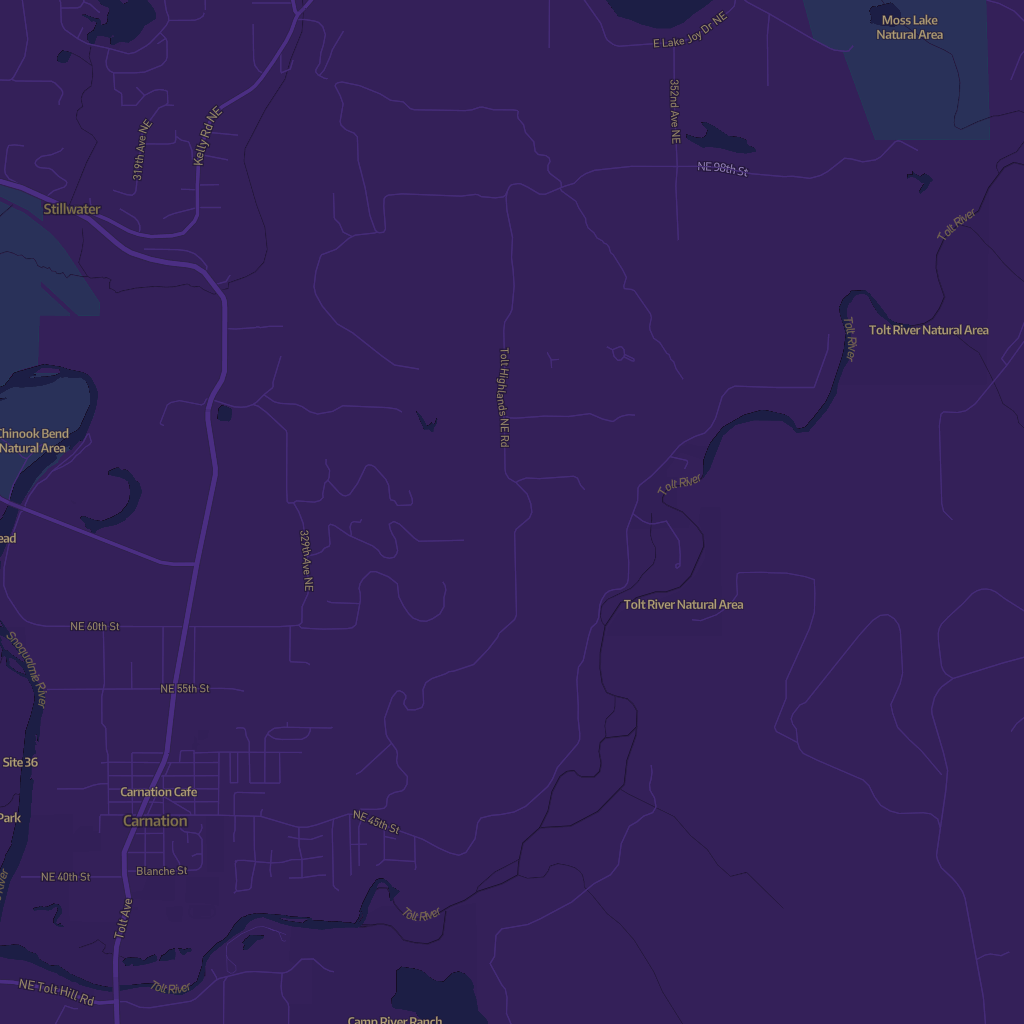 Moss Lake
Natural Area
E Lake Joy Dr NE
352nd Ave NE
Kelly Rd NE
319th Ave NE
NE 98th St
Stillwater
Tolt River
Tolt River
Tolt River Natural Area
Tolt Highlands NE Rd
Chinook Bend
Natural Area
Tolt River
ead
329th Ave NE
Tolt River Natural Area
NE 60th St
Snoqualmie River
NE 55th St
Site 36
Carnation Cafe
Park
Carnation
NE 45th St
Blanche St
NE 40th St
River
Tolt Ave
Tolt River
NE Tolt Hill Rd
Tolt River
Camp River Ranch